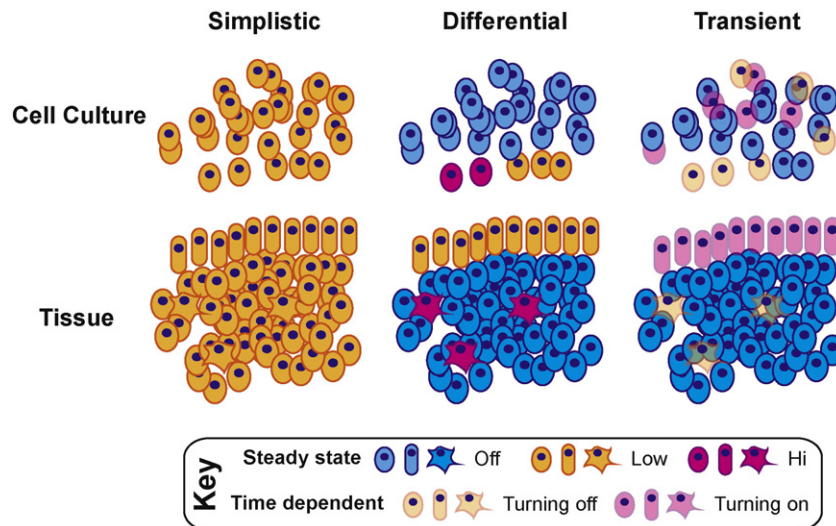 Simplistic Differential Transient
Cell Culture
Tissue
Key
Steady state Off Low Hi
Time dependent Turning off Turning on